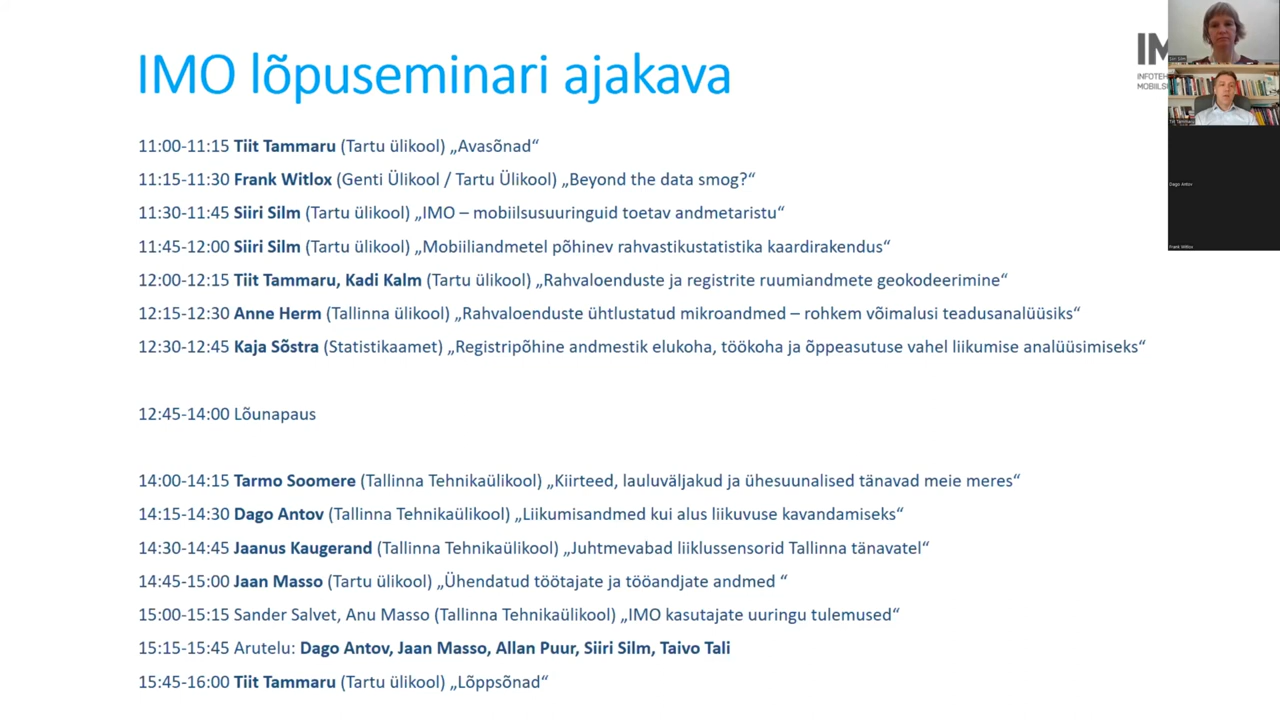 IMO lõpuseminari ajakava
11:00-11:15 Tiit Tammaru (Tartu ülikool) „Avasõnad“
11:15-11:30 Frank Witlox (Genti Ülikool / Tartu Ülikool) „Beyond the data smog?“
11:30-11:45 Siiri Silm (Tartu ülikool) „IMO – mobiilsusuuringuid toetav andmetaristu“
11:45-12:00 Siiri Silm (Tartu ülikool) „Mobiiliandmetel põhinev rahvastikustatistika kaardirakendus“
12:00-12:15 Tiit Tammaru, Kadi Kalm (Tartu ülikool) „Rahvaloenduste ja registrite ruumiandmete geokodeerimine“
12:15-12:30 Anne Herm (Tallinna ülikool) „Rahvaloenduste ühtlustatud mikroandmed – rohkem võimalusi teadusanalüüsiks“
12:30-12:45 Kaja Sõstra (Statistikaamet) „Registripõhine andmestik elukoha, töökoha ja õppeasutuse vahel liikumise analüüsimiseks“
12:45-14:00 Lõunapaus
14:00-14:15 Tarmo Soomere (Tallinna Tehnikaülikool) „Kiirteed, lauluväljakud ja ühesuunalised tänavad meie meres“
14:15-14:30 Dago Antov (Tallinna Tehnikaülikool) „Liikumisandmed kui alus liikuvuse kavandamiseks“
14:30-14:45 Jaanus Kaugerand (Tallinna Tehnikaülikool) „Juhtmevabad liiklussensorid Tallinna tänavatel“
14:45-15:00 Jaan Masso (Tartu ülikool) „Ühendatud töötajate ja tööandjate andmed “
15:00-15:15 Sander Salvet, Anu Masso (Tallinna Tehnikaülikool) „IMO kasutajate uuringu tulemused“
15:15-15:45 Arutelu: Dago Antov, Jaan Masso, Allan Puur, Siiri Silm, Taivo Tali
15:45-16:00 Tiit Tammaru (Tartu ülikool) „Lõppsõnad“
IM
INFOTEH
MOBIILS
Siiri Silm
Tiit Tammaru
Dago Antov
Frank Witlox